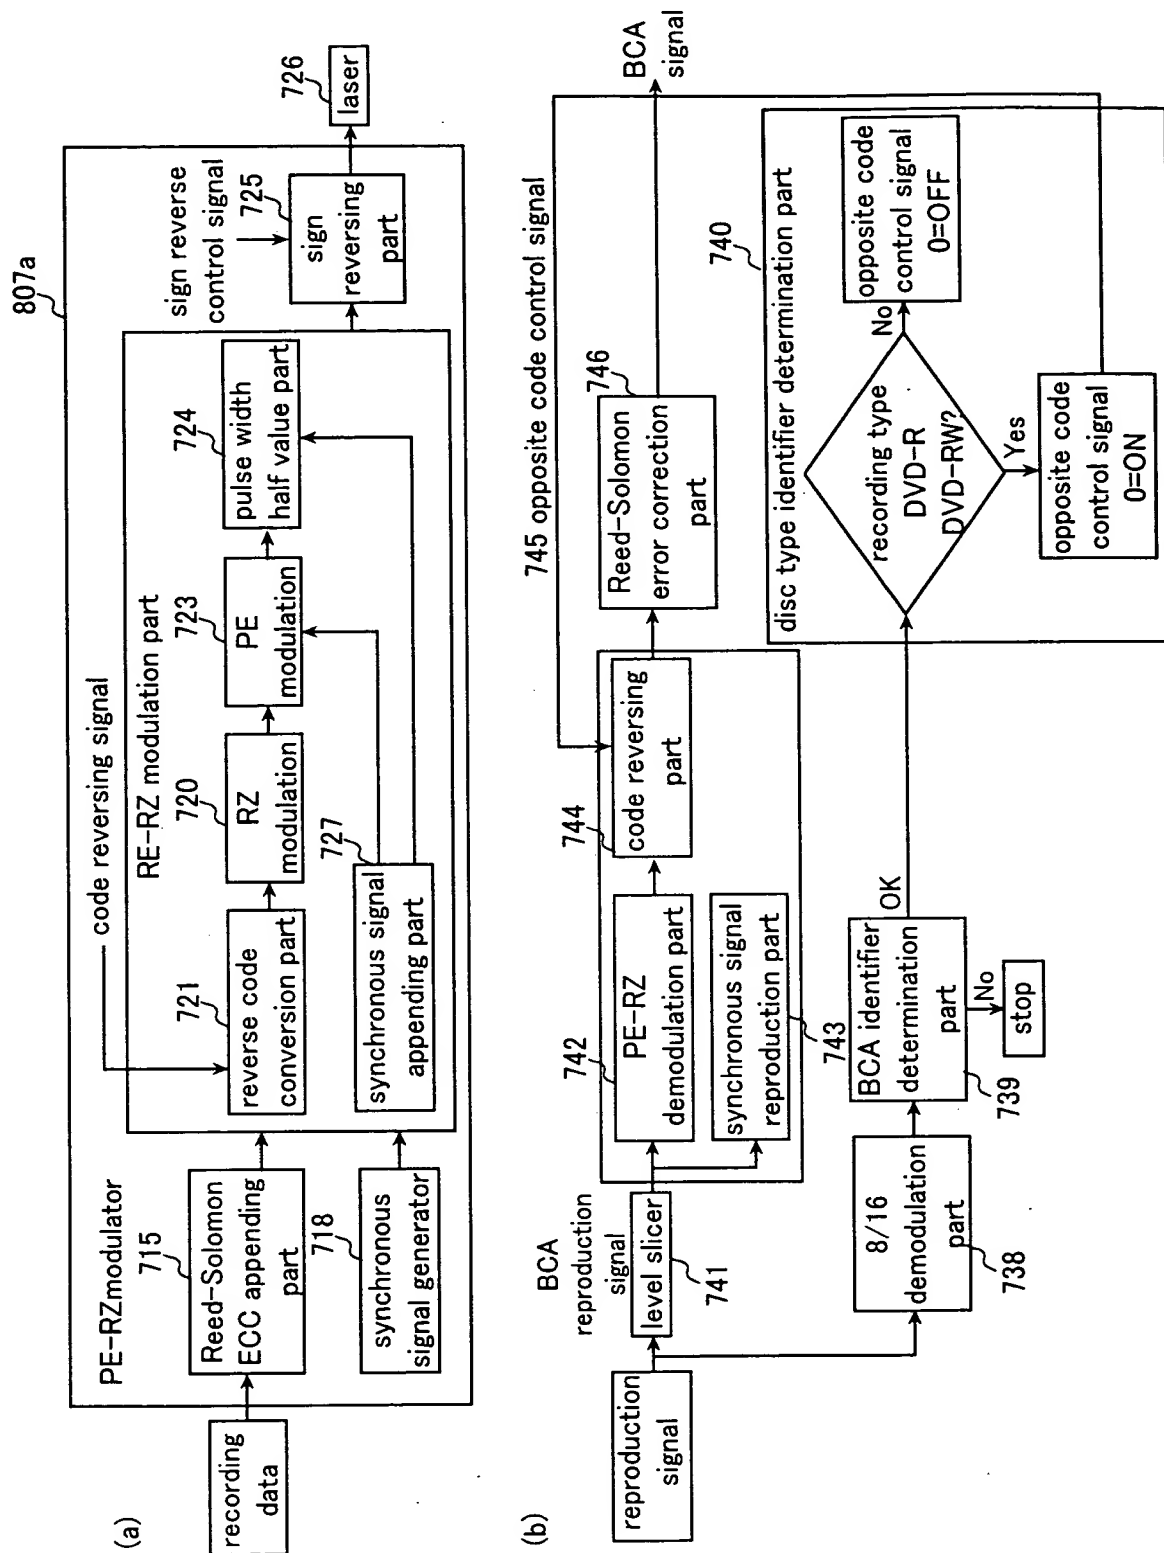 (a)
807a
PE-RZmodulator
recording
data
715
Reed-Solomon
ECC appending
part
718
synchronous
signal generator
code reversing signal
RE-RZ modulation part
721
reverse code
conversion part
720
RZ
modulation
723
PE
modulation
724
pulse width
half value part
727
synchronous signal
appending part
sign reverse
control signal
725
sign
reversing
part
726
laser
(b)
reproduction
signal
BCA
reproduction
signal
level slicer
741
742
PE-RZ
demodulation part
synchronous signal
reproduction part
743
744
code reversing
part
745 opposite code control signal
746
Reed-Solomon
error correction
part
BCA
signal
8/16
demodulation
part
738
BCA identifier
determination
part
739
OK
No
stop
disc type identifier determination part
740
recording type
DVD-R
DVD-RW?
No
opposite code
control signal
0=OFF
Yes
opposite code
control signal
0=ON